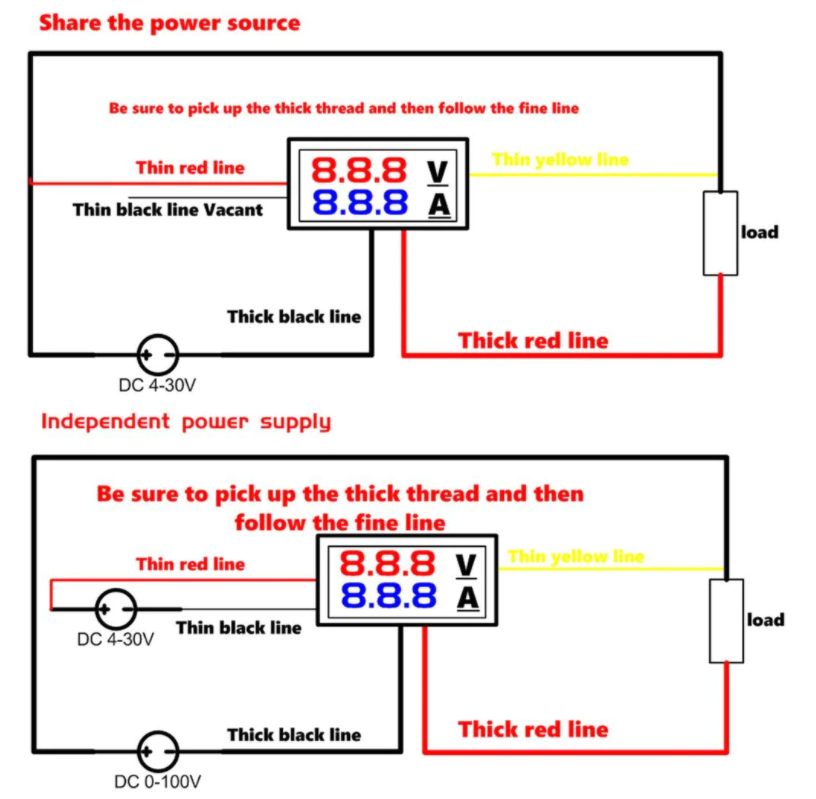 Share the power source
Be sure to pick up the thick thread and then follow the fine line
Thin red line
8.8.8 V
Thin yellow line
Thin black line Vacant
8.8.8 A
load
Thick black line
Thick red line
DC 4-30V
Independent power supply
Be sure to pick up the thick thread and then
follow the fine line
Thin red line
8.8.8 V
Thin yellow line
8.8.8 A
DC 4-30V
Thin black line
load
Thick black line
Thick red line
DC 0-100V